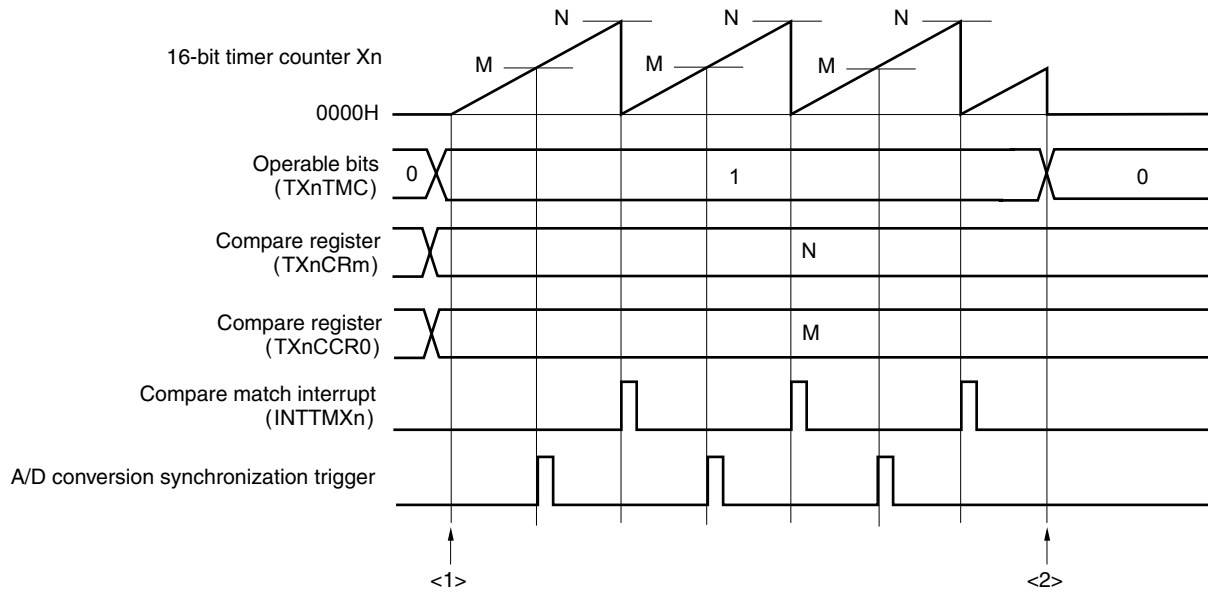 N N N
16-bit timer counter Xn
M M M
0000H
Operable bits
(TXnTMC)
0 1 0
Compare register
(TXnCRm)
N
Compare register
(TXnCCR0)
M
Compare match interrupt
(INTTMXn)
A/D conversion synchronization trigger
<1> <2>